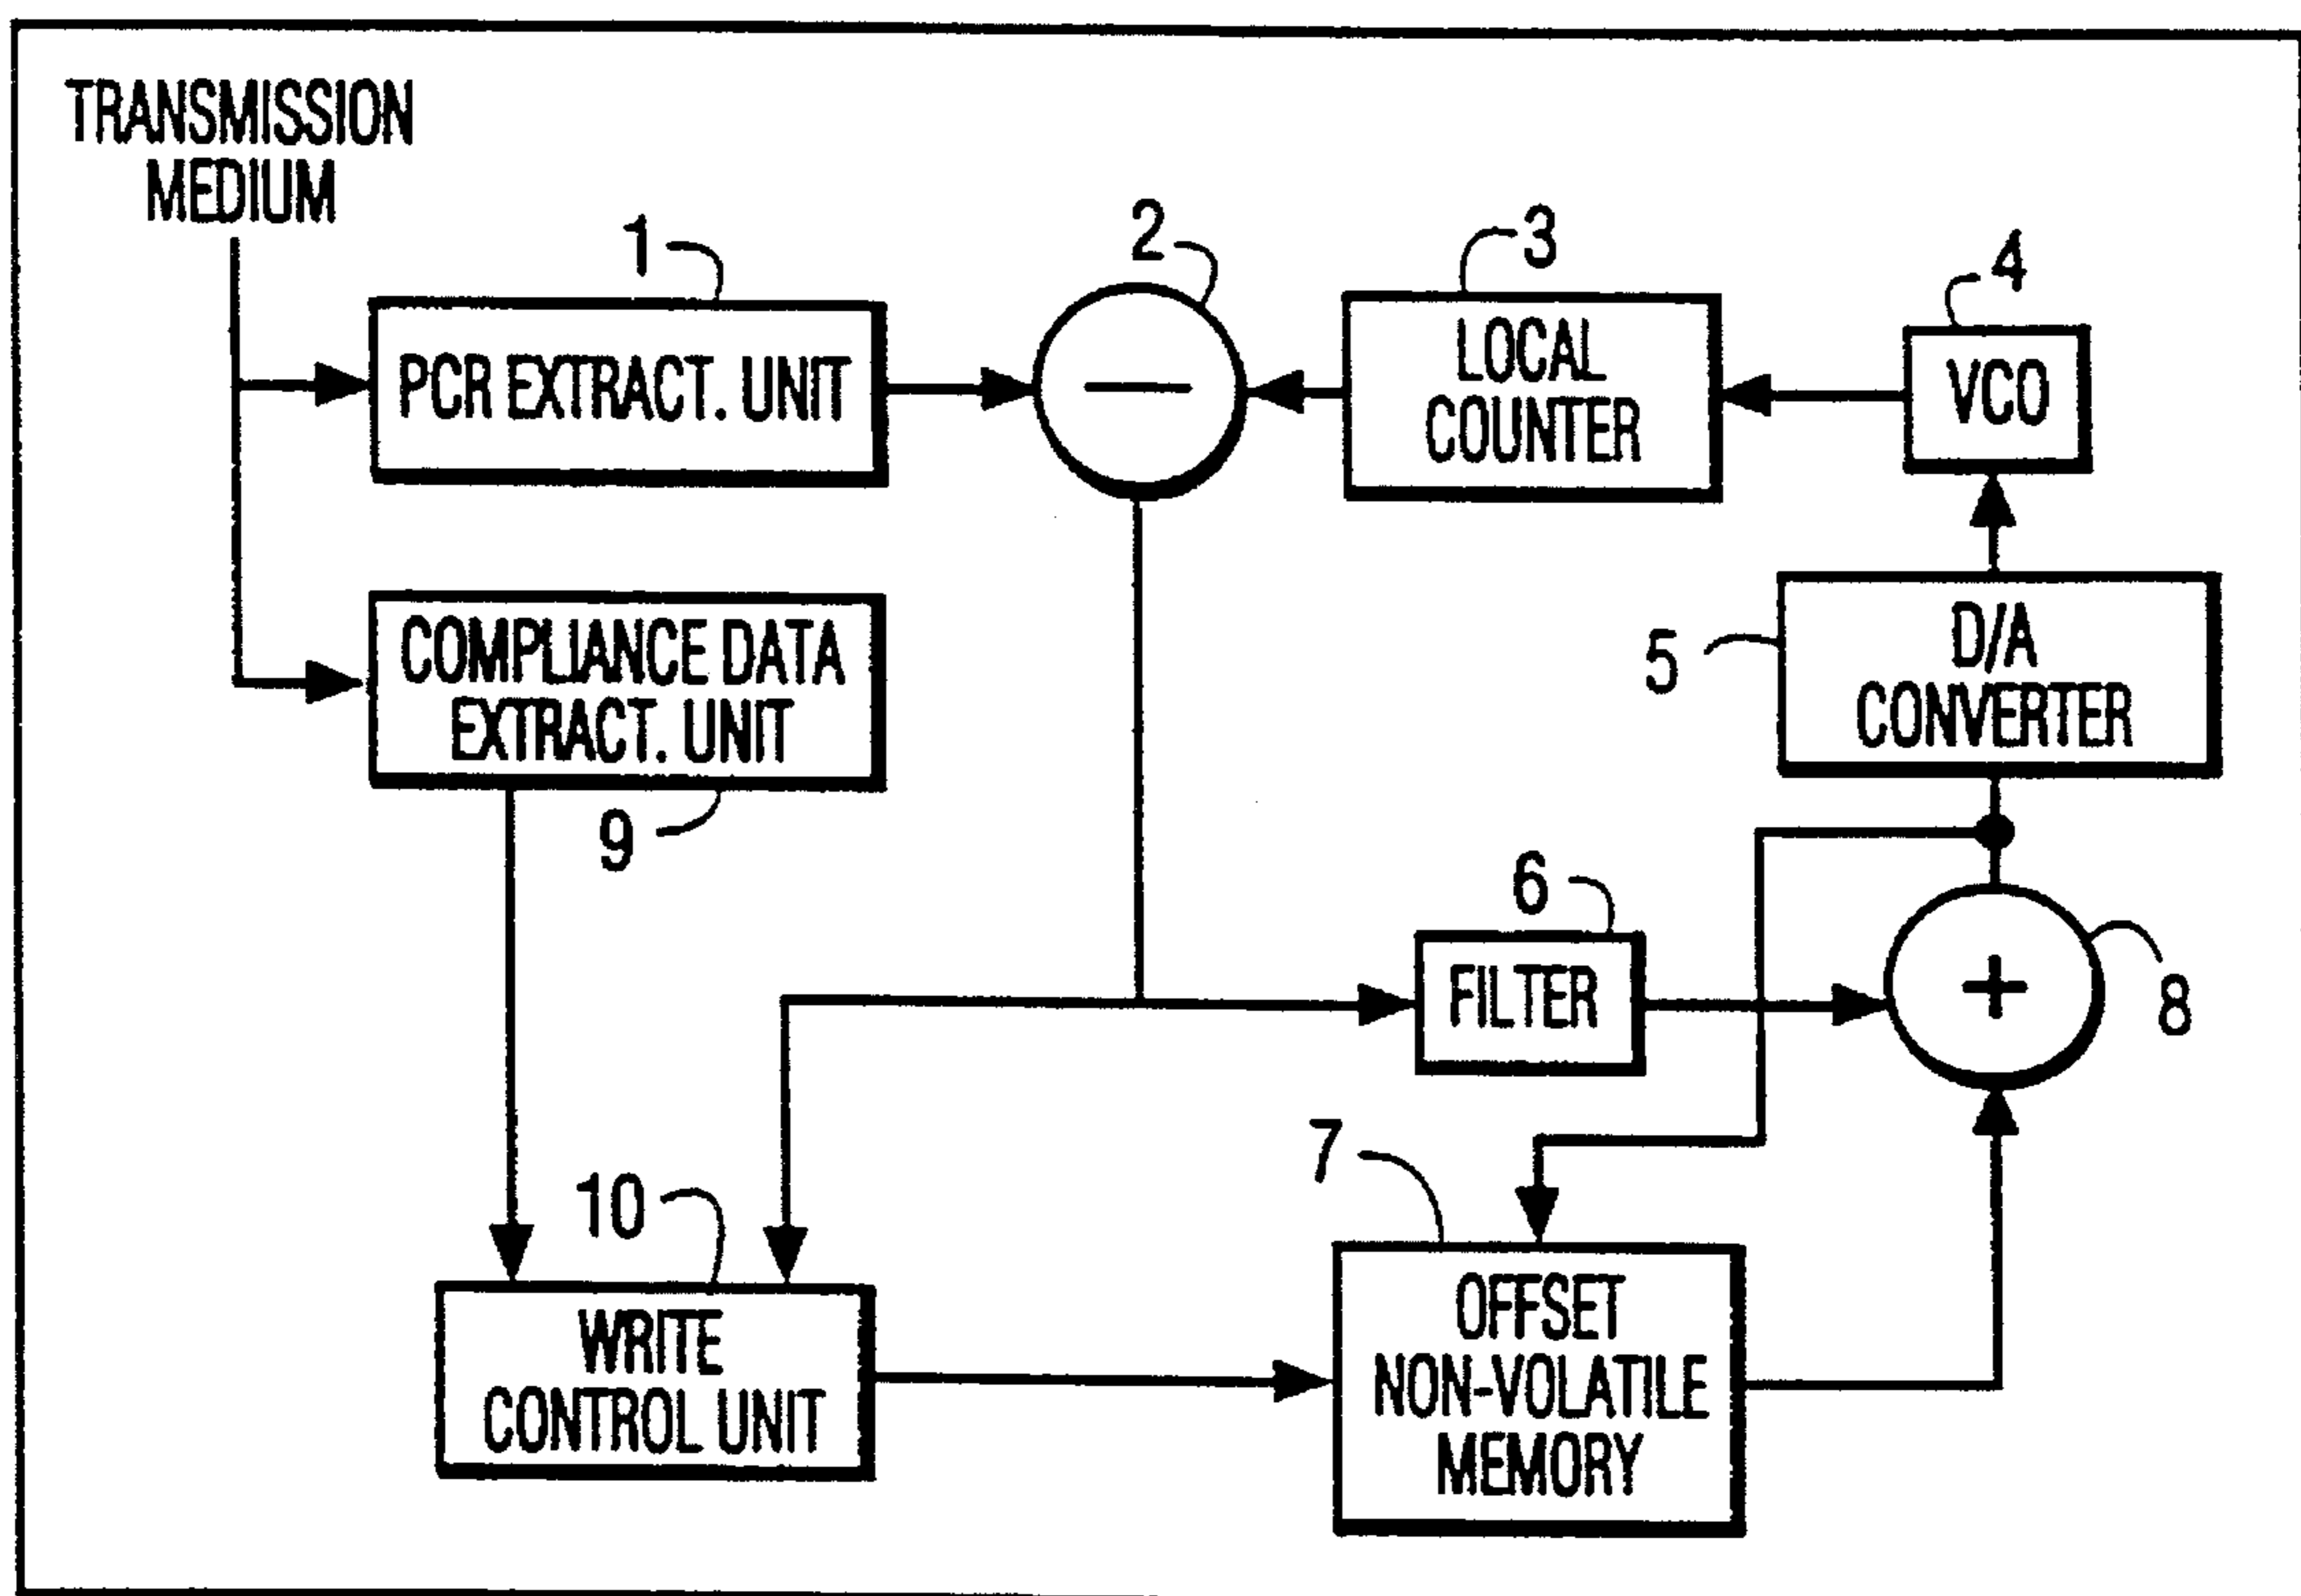 TRANSMISSION
MEDIUM
1
2
3
4
PCR EXTRACT. UNIT
—
LOCAL
COUNTER
VCO
COMPLIANCE DATA
EXTRACT. UNIT
9
5
D/A
CONVERTER
6
FILTER
+
8
7
10
WRITE
CONTROL UNIT
OFFSET
NON-VOLATILE
MEMORY